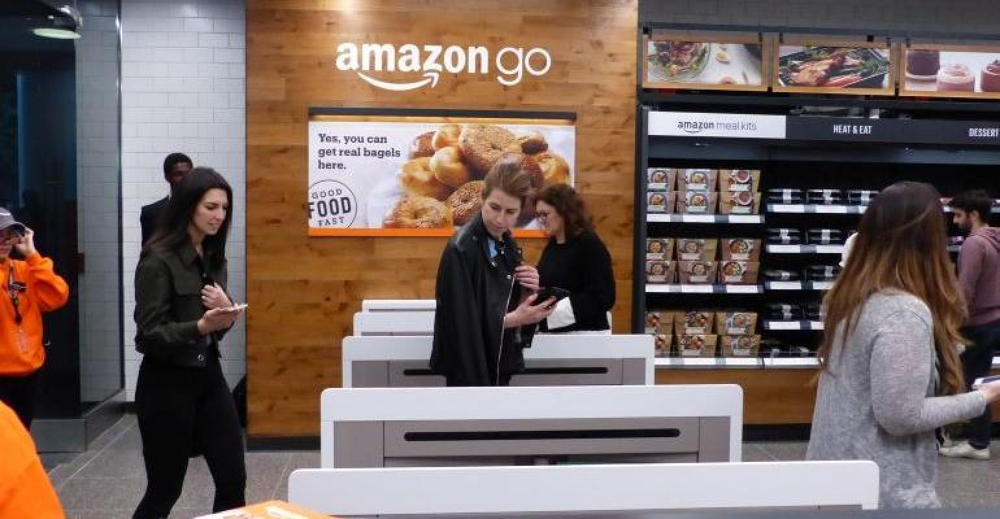 amazon go
Yes, you can
get real bagels
here.
GOOD
FOOD
FAST
amazon meal kits
HEAT & EAT
DESSERT